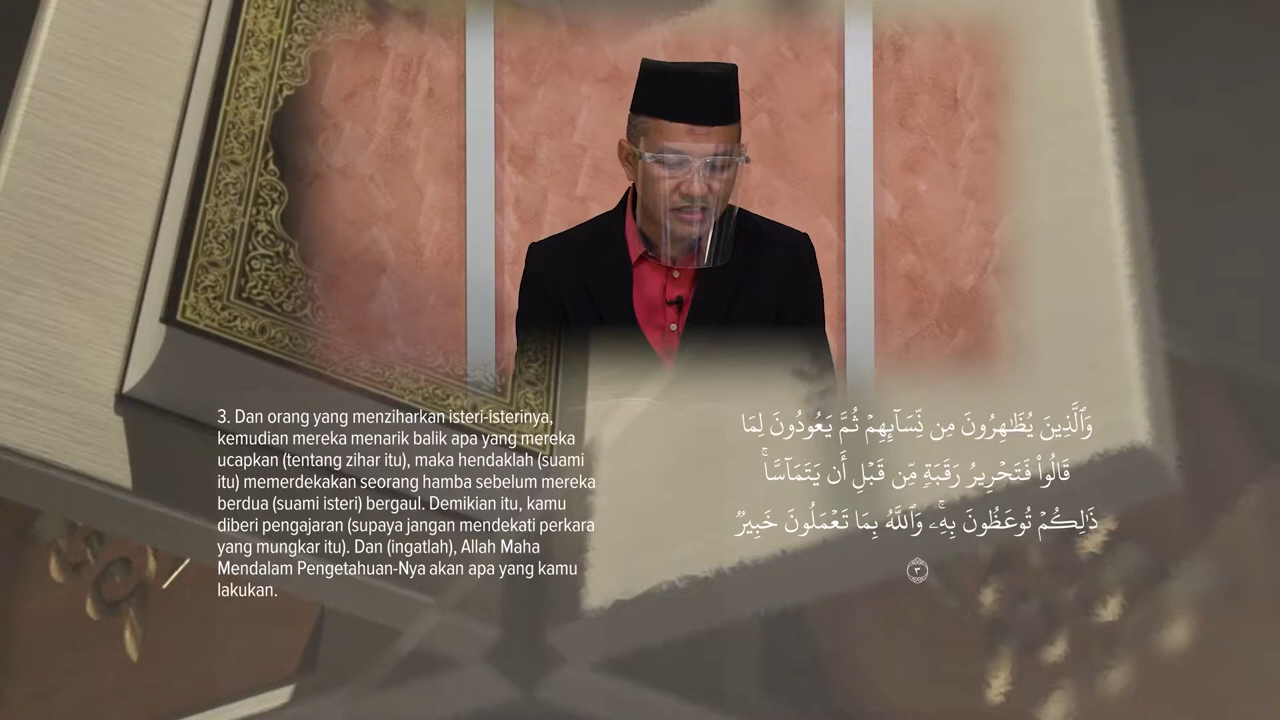 3. Dan orang yang menziharkan isteri-isterinya,
kemudian mereka menarik balik apa yang mereka
ucapkan (tentang zihar itu), maka hendaklah (suami
itu) memerdekakan seorang hamba sebelum mereka
berdua (suami isteri) bergaul. Demikian itu, kamu
diberi pengajaran (supaya jangan mendekati perkara
yang mungkar itu). Dan (ingatlah), Allah Maha
Mendalam Pengetahuan-Nya akan apa yang kamu
lakukan.
وَٱلَّذِينَ يُظَٰهِرُونَ مِن نِّسَآئِهِمْ ثُمَّ يَعُودُونَ لِمَا
قَالُوا۟ فَتَحْرِيرُ رَقَبَةٍ مِّن قَبْلِ أَن يَتَمَآسَّا ۚ
ذَٰلِكُمْ تُوعَظُونَ بِهِۦ ۚ وَٱللَّهُ بِمَا تَعْمَلُونَ خَبِيرٌ
٣